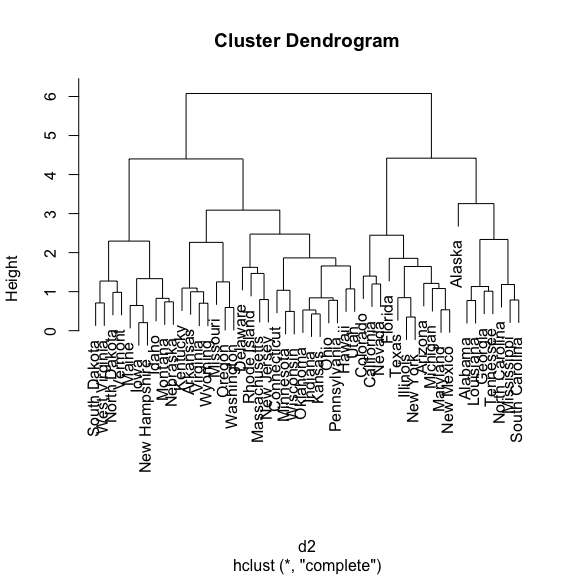 Cluster Dendrogram
Height
6
5
4
3
2
1
0
South Dakota
West Virginia
North Dakota
Vermont
Maine
Iowa
New Hampshire
Idaho
Montana
Nebraska
Kentucky
Arkansas
Virginia
Wyoming
Missouri
Oregon
Washington
Delaware
Rhode Island
Massachusetts
New Jersey
Connecticut
Minnesota
Wisconsin
Oklahoma
Indiana
Kansas
Ohio
Pennsylvania
Hawaii
Utah
Colorado
California
Nevada
Florida
Texas
Illinois
New York
Arizona
Michigan
Maryland
New Mexico
Alaska
Alabama
Louisiana
Georgia
Tennessee
North Carolina
Mississippi
South Carolina
d2
hclust (*, "complete")